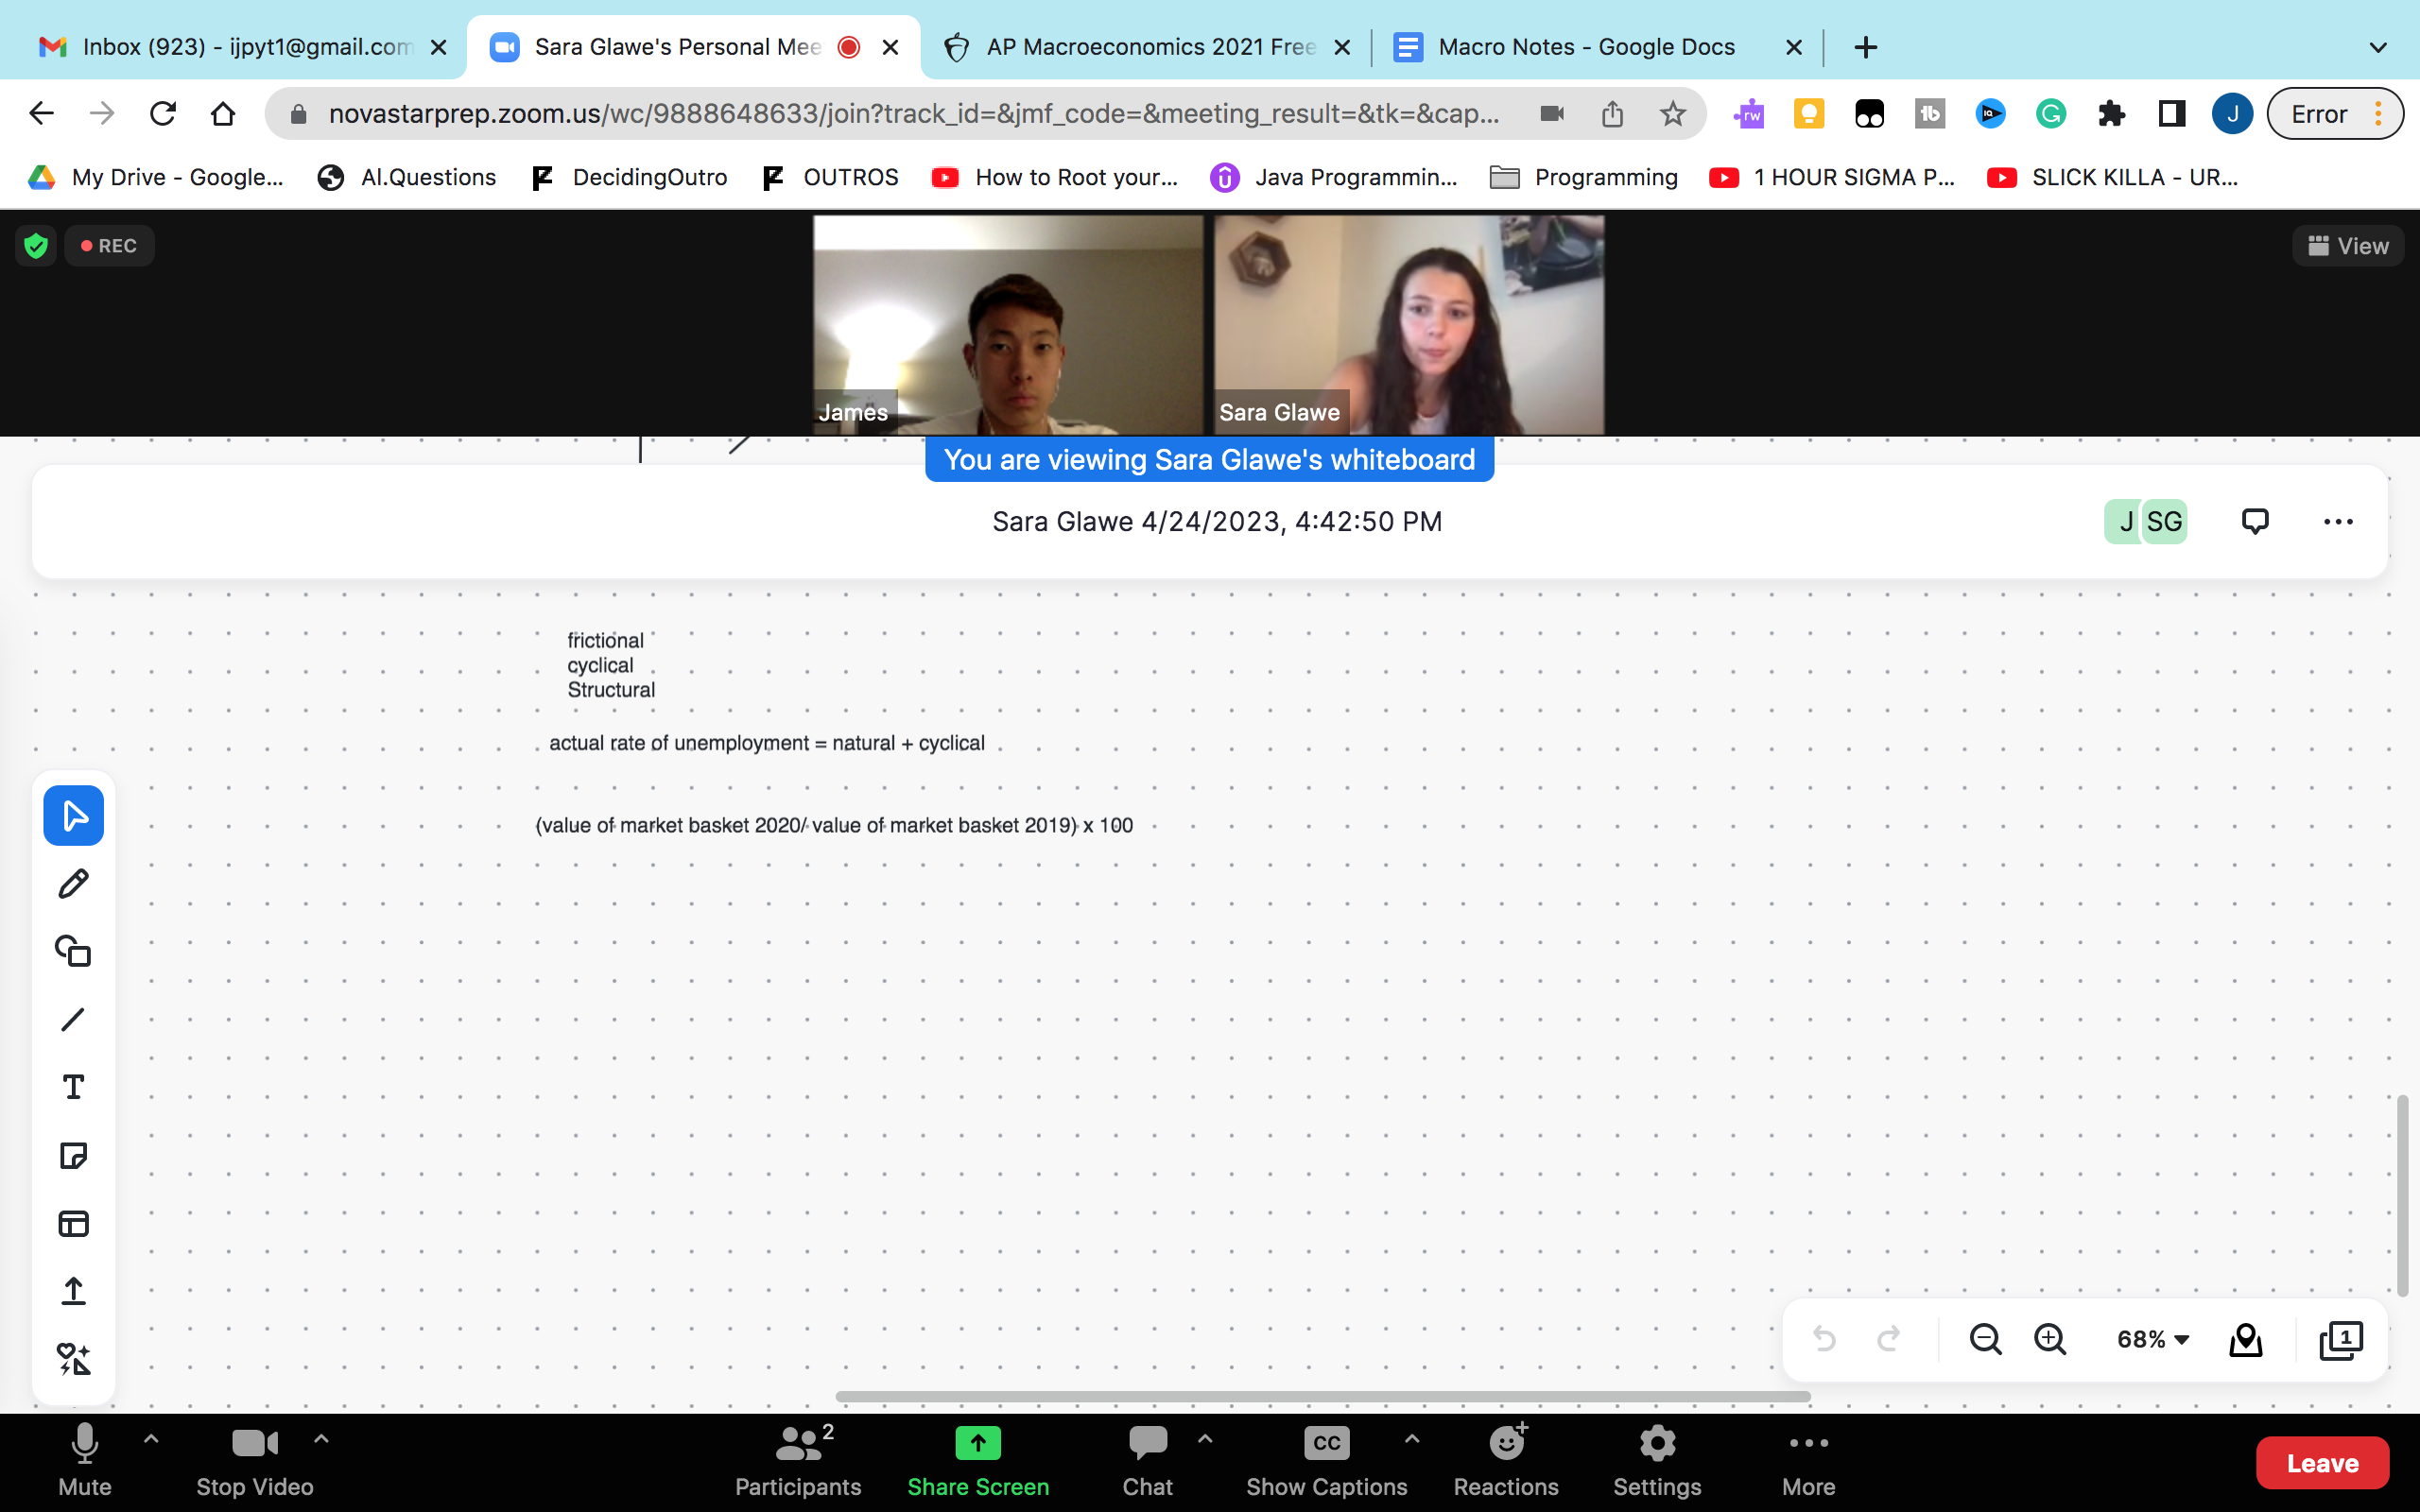 Inbox (923) - ijpyt1@gmail.com
Sara Glawe's Personal Mee
AP Macroeconomics 2021 Free
Macro Notes - Google Docs
novastarprep.zoom.us/wc/9888648633/join?track_id=&jmf_code=&meeting_result=&tk=&cap...
rw
tb
IQ
G
J
Error
My Drive - Google...
AI.Questions
DecidingOutro
OUTROS
How to Root your...
Java Programmin...
Programming
1 HOUR SIGMA P...
SLICK KILLA - UR...
REC
View
James
Sara Glawe
You are viewing Sara Glawe's whiteboard
Sara Glawe 4/24/2023, 4:42:50 PM
J SG
frictional
cyclical
Structural
actual rate of unemployment = natural + cyclical
(value of market basket 2020/ value of market basket 2019) x 100
T
68%
1
2
CC
Mute
Stop Video
Participants
Share Screen
Chat
Show Captions
Reactions
Settings
More
Leave